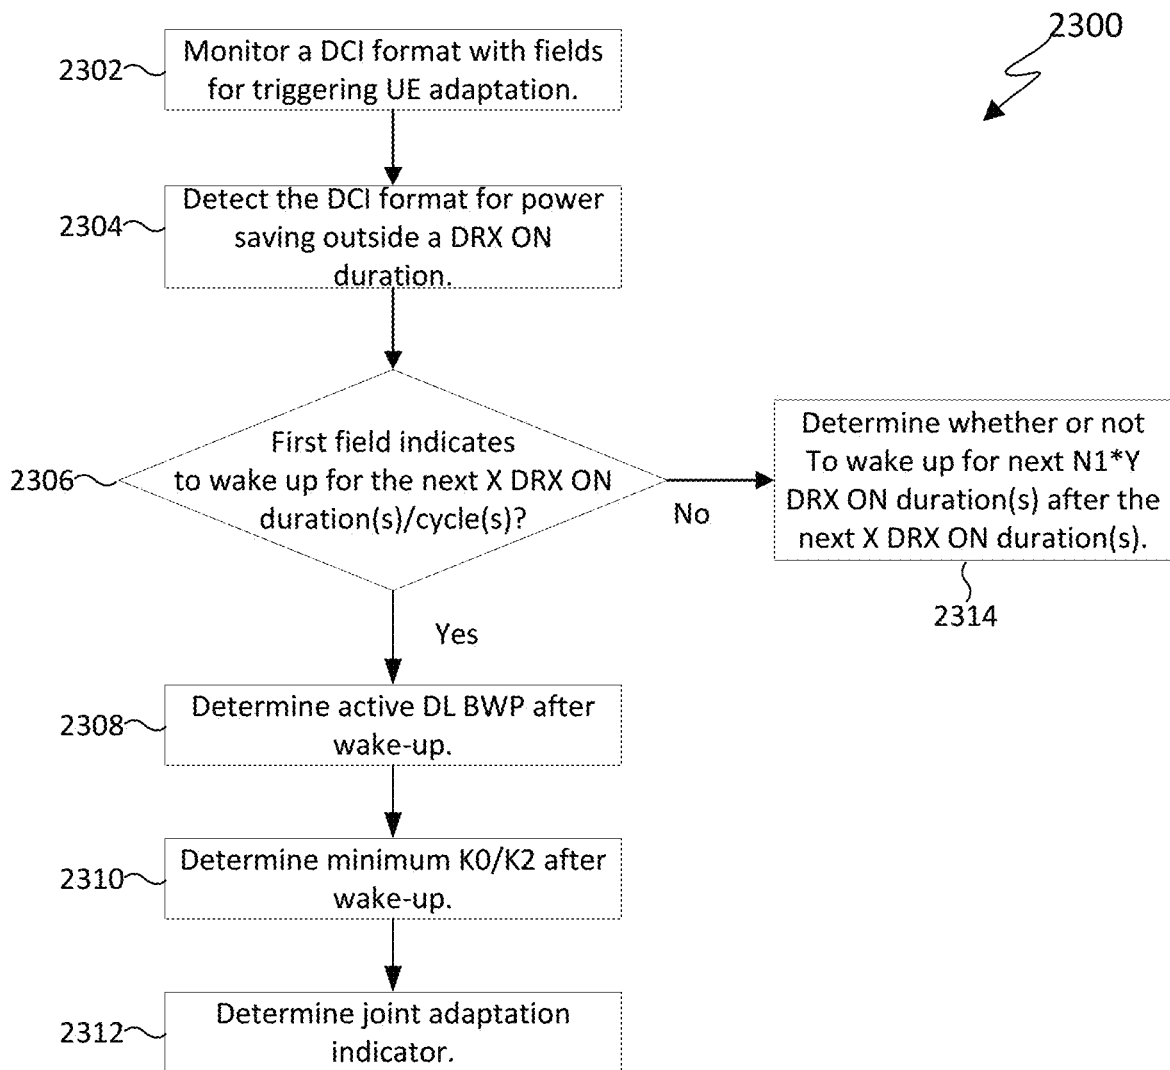 2300
2302
Monitor a DCI format with fields
for triggering UE adaptation.
2304
Detect the DCI format for power
saving outside a DRX ON
duration.
2306
First field indicates
to wake up for the next X DRX ON
duration(s)/cycle(s)?
No
Determine whether or not
To wake up for next N1*Y
DRX ON duration(s) after the
next X DRX ON duration(s).
2314
Yes
2308
Determine active DL BWP after
wake-up.
2310
Determine minimum K0/K2 after
wake-up.
2312
Determine joint adaptation
indicator.